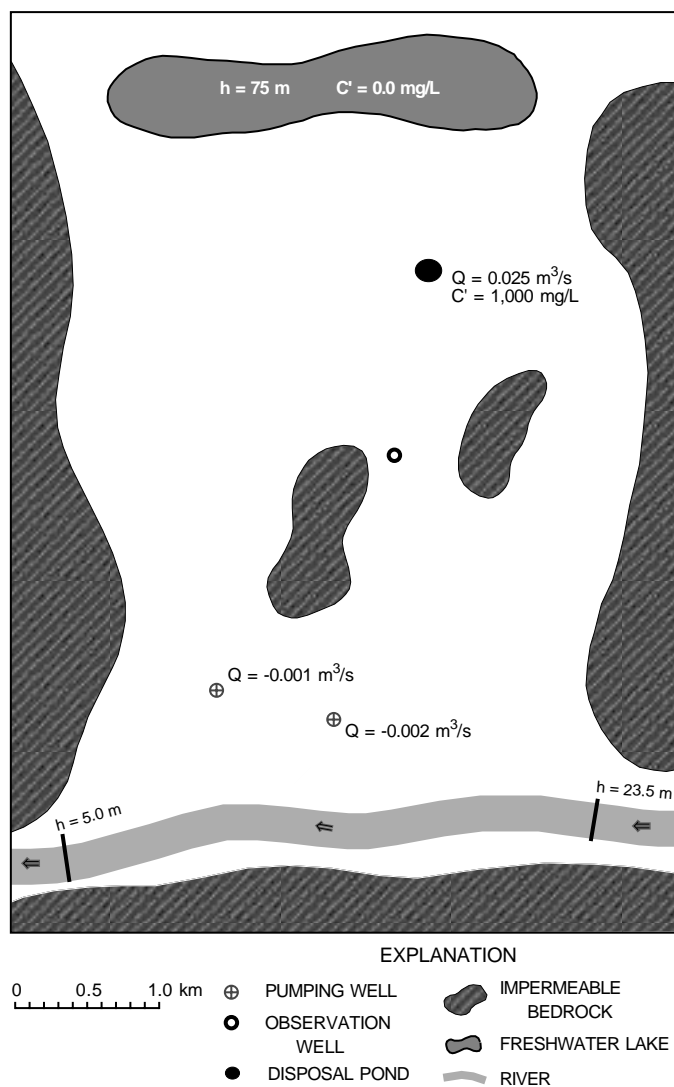 h = 75 m C' = 0.0 mg/L
Q = 0.025 m³/s
C' = 1,000 mg/L
Q = -0.001 m³/s
Q = -0.002 m³/s
h = 5.0 m
h = 23.5 m
EXPLANATION
0 0.5 1.0 km
PUMPING WELL
OBSERVATION
WELL
DISPOSAL POND
IMPERMEABLE
BEDROCK
FRESHWATER LAKE
RIVER